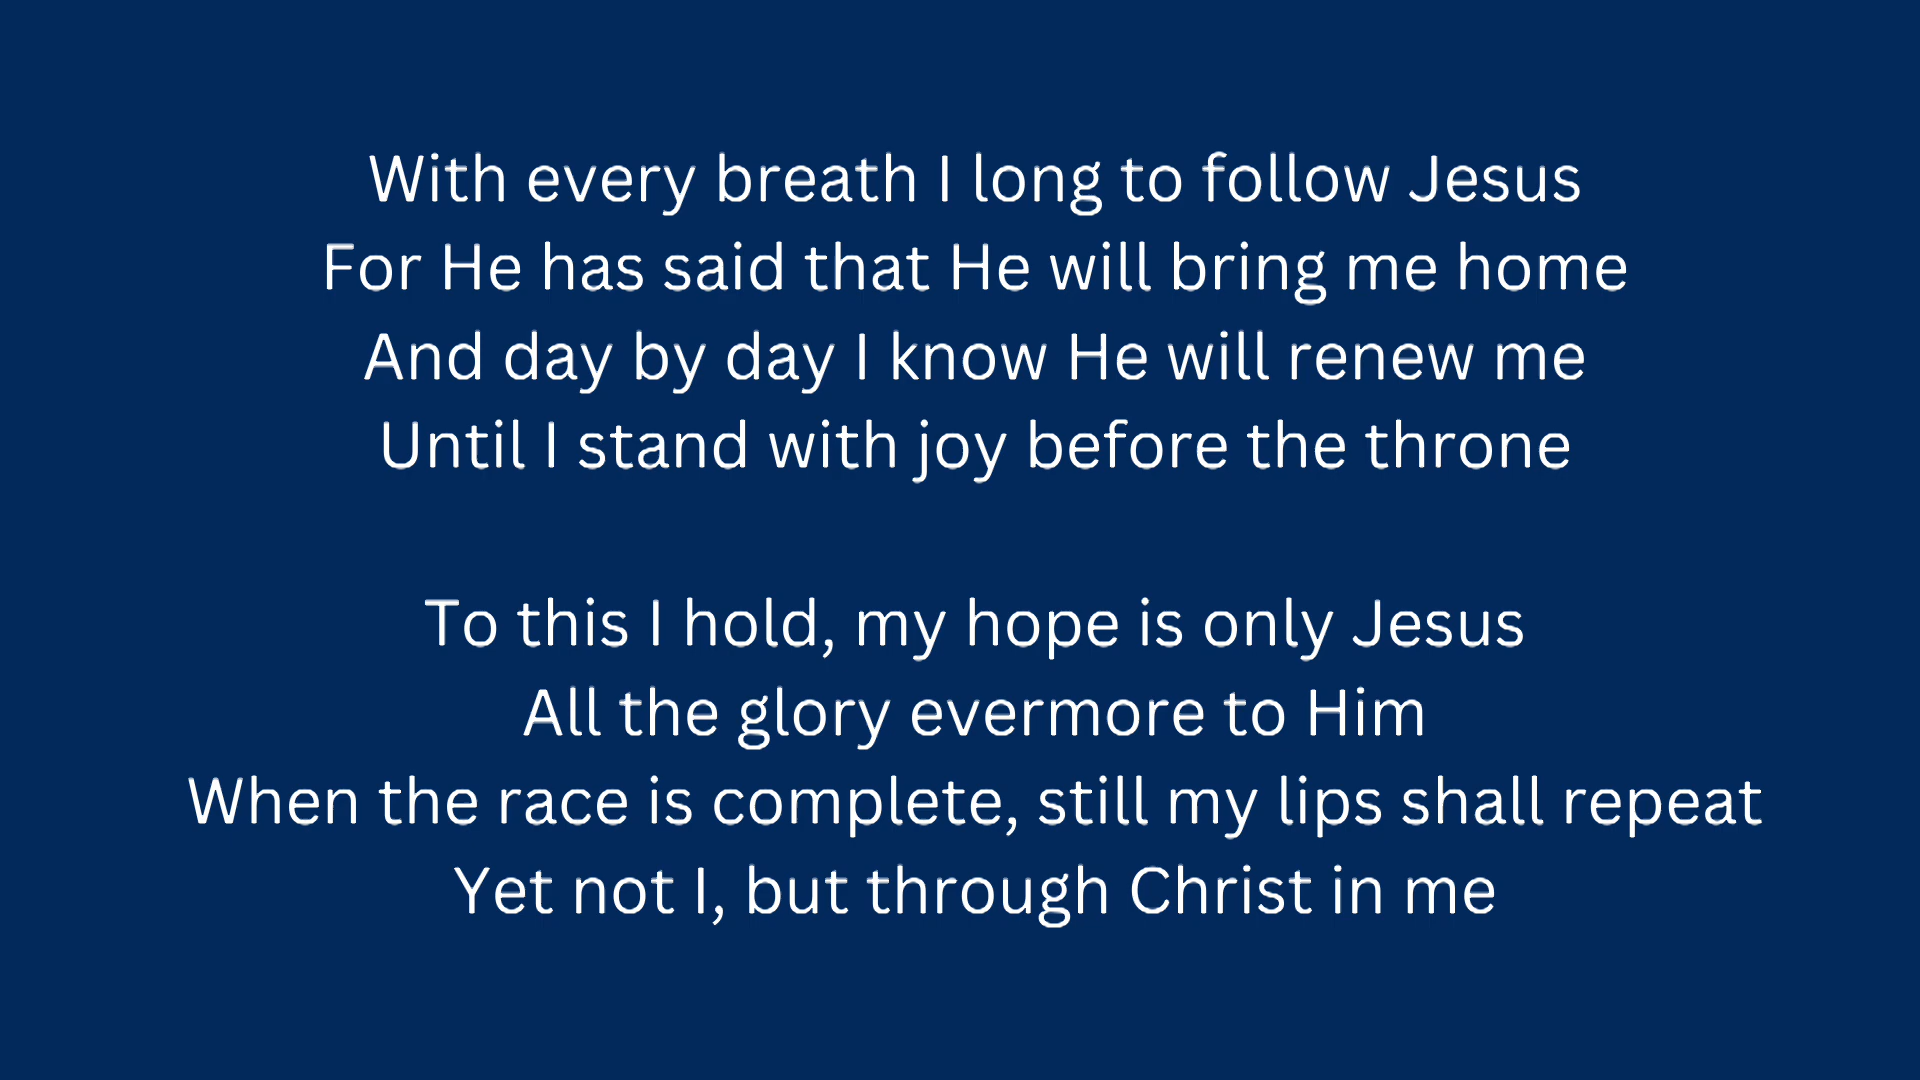 With every breath I long to follow Jesus
For He has said that He will bring me home
And day by day I know He will renew me
Until I stand with joy before the throne
To this I hold, my hope is only Jesus
All the glory evermore to Him
When the race is complete, still my lips shall repeat
Yet not I, but through Christ in me